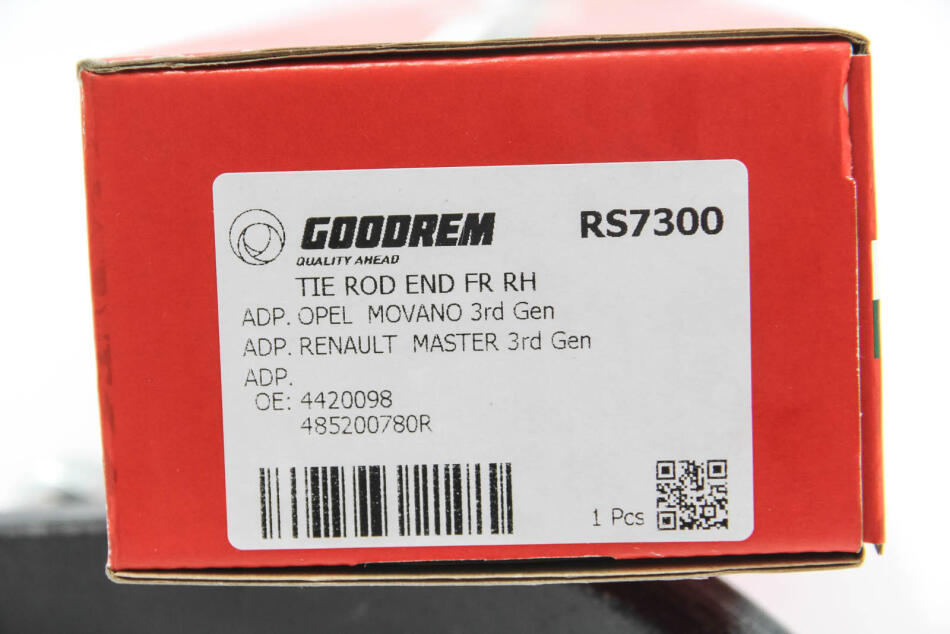 GOODREM
RS7300
QUALITY AHEAD
TIE ROD END FR RH
ADP. OPEL MOVANO 3rd Gen
ADP. RENAULT MASTER 3rd Gen
ADP.
OE: 4420098
485200780R
1 Pcs